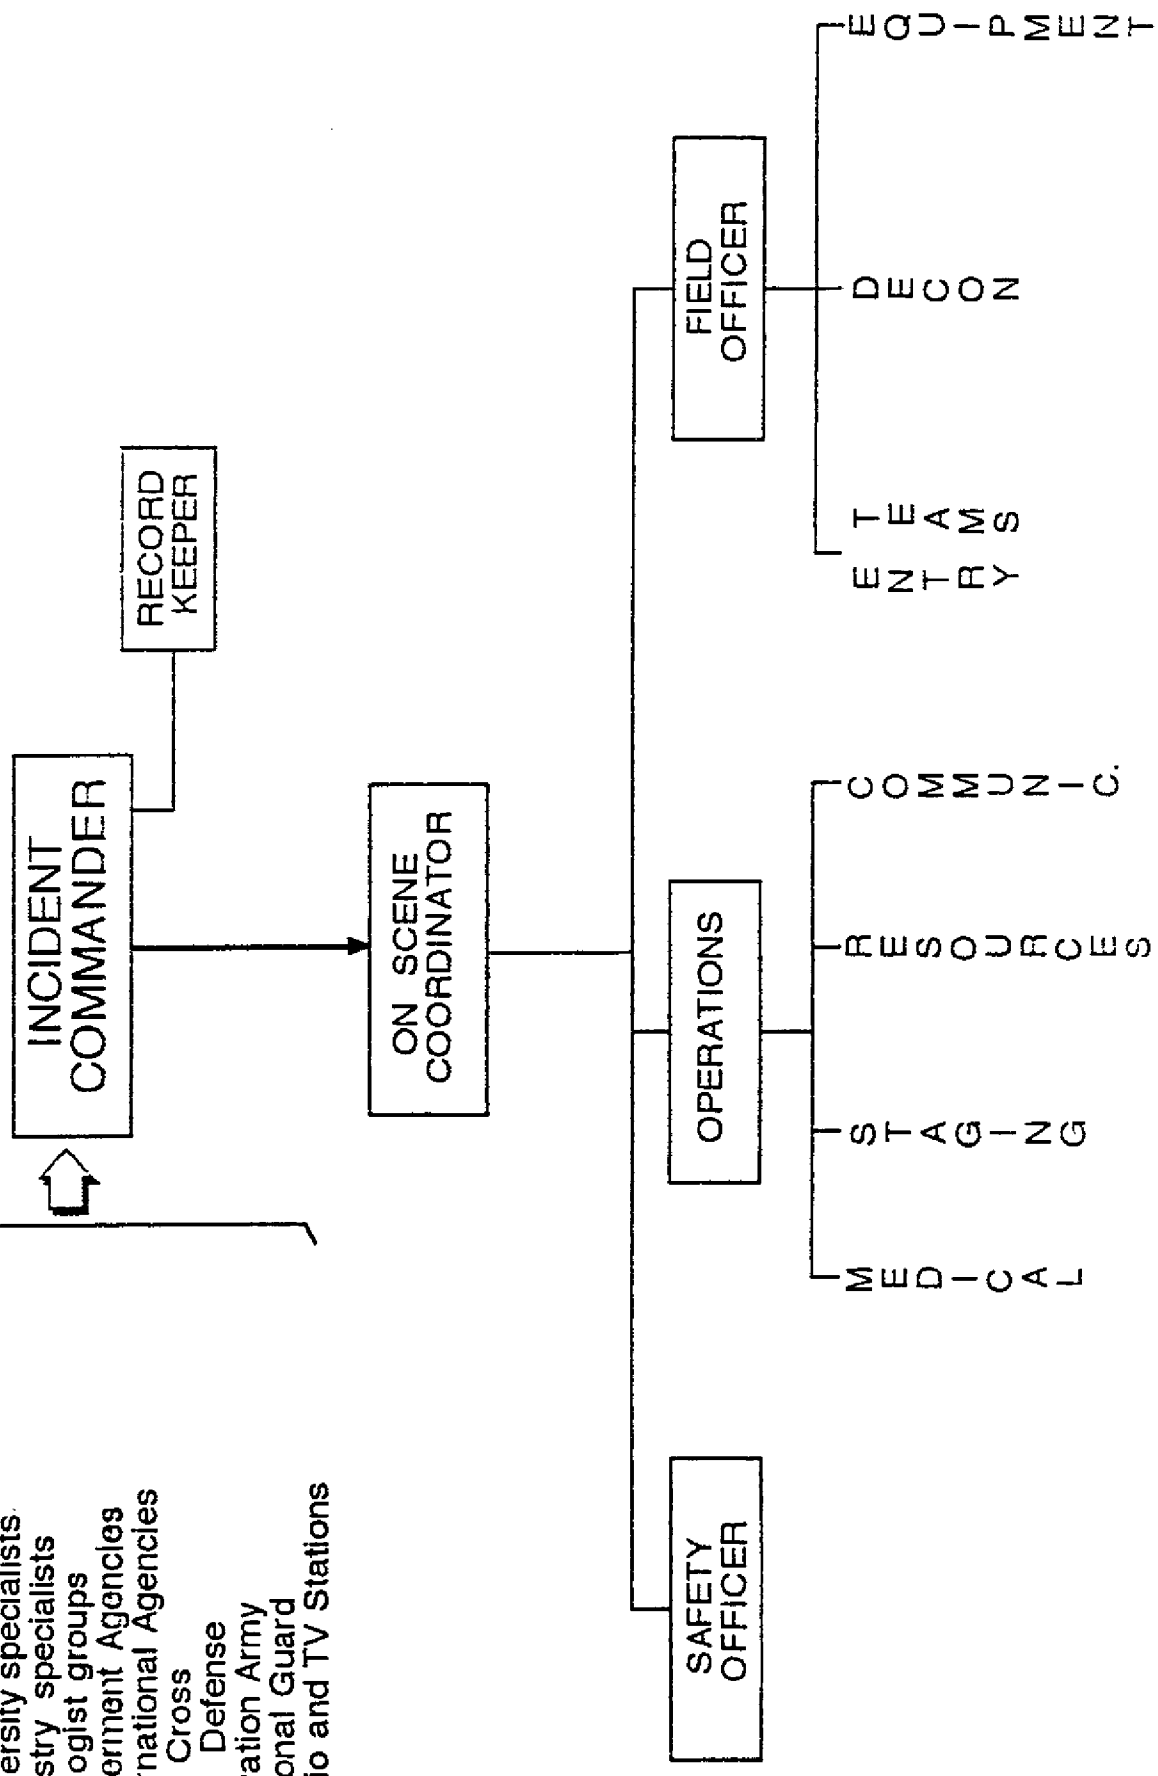 ersity specialists
stry specialists
ogist groups
ernment Agencies
rnational Agencies
Cross
Defense
ation Army
onal Guard
io and TV Stations
INCIDENT
COMMANDER
RECORD
KEEPER
ON SCENE
COORDINATOR
SAFETY
OFFICER
OPERATIONS
FIELD
OFFICER
MEDICAL
STAGING
RESOURCES
COMMUNIC.
ENTRY
TEAMS
DECON
EQUIPMENT